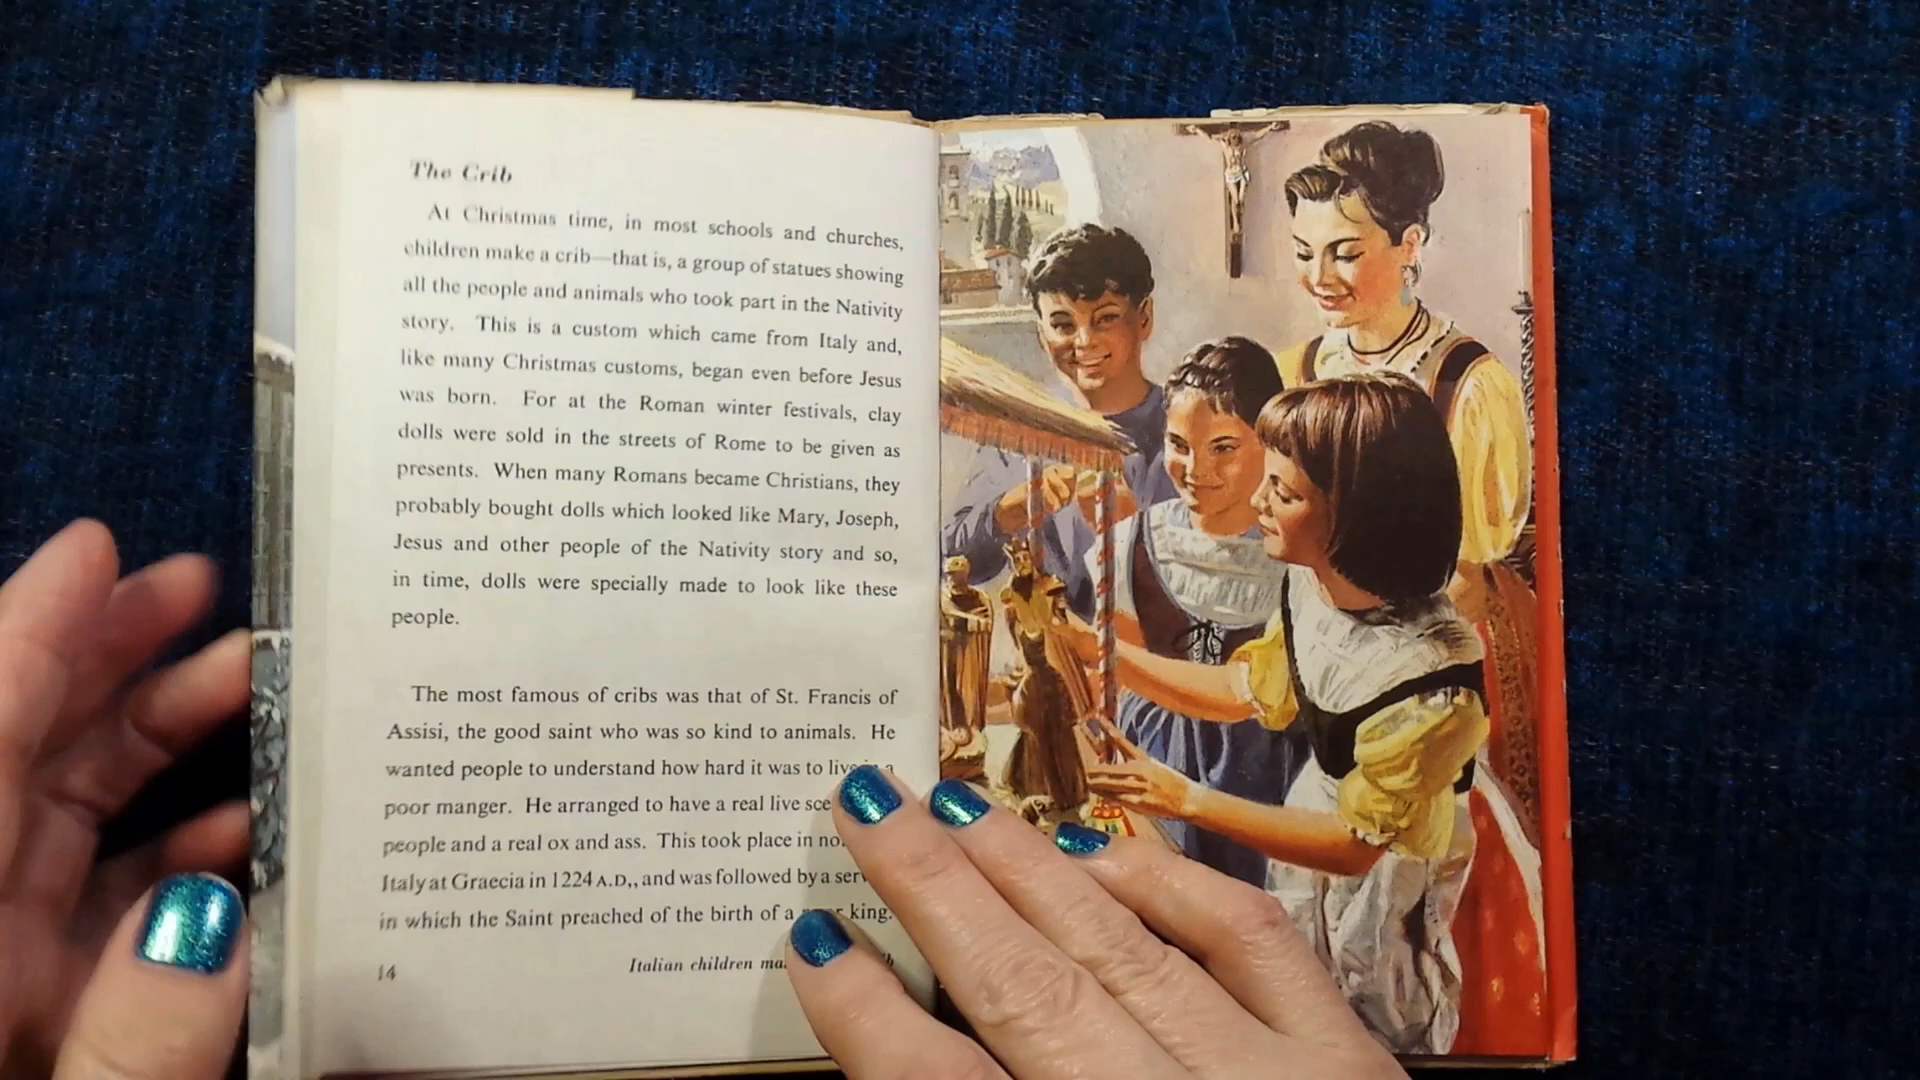 The Crib
At Christmas time, in most schools and churches,
children make a crib—that is, a group of statues showing
all the people and animals who took part in the Nativity
story. This is a custom which came from Italy and,
like many Christmas customs, began even before Jesus
was born. For at the Roman winter festivals, clay
dolls were sold in the streets of Rome to be given as
presents. When many Romans became Christians, they
probably bought dolls which looked like Mary, Joseph,
Jesus and other people of the Nativity story and so,
in time, dolls were specially made to look like these
people.
The most famous of cribs was that of St. Francis of
Assisi, the good saint who was so kind to animals. He
wanted people to understand how hard it was to a
poor manger. He arranged to have a real live
people and a real ox and ass. This took place in
Italy at Graecia in 1224 A.D,, and was followed by a
in which the Saint preached of the birth of a king.
14
Italian children